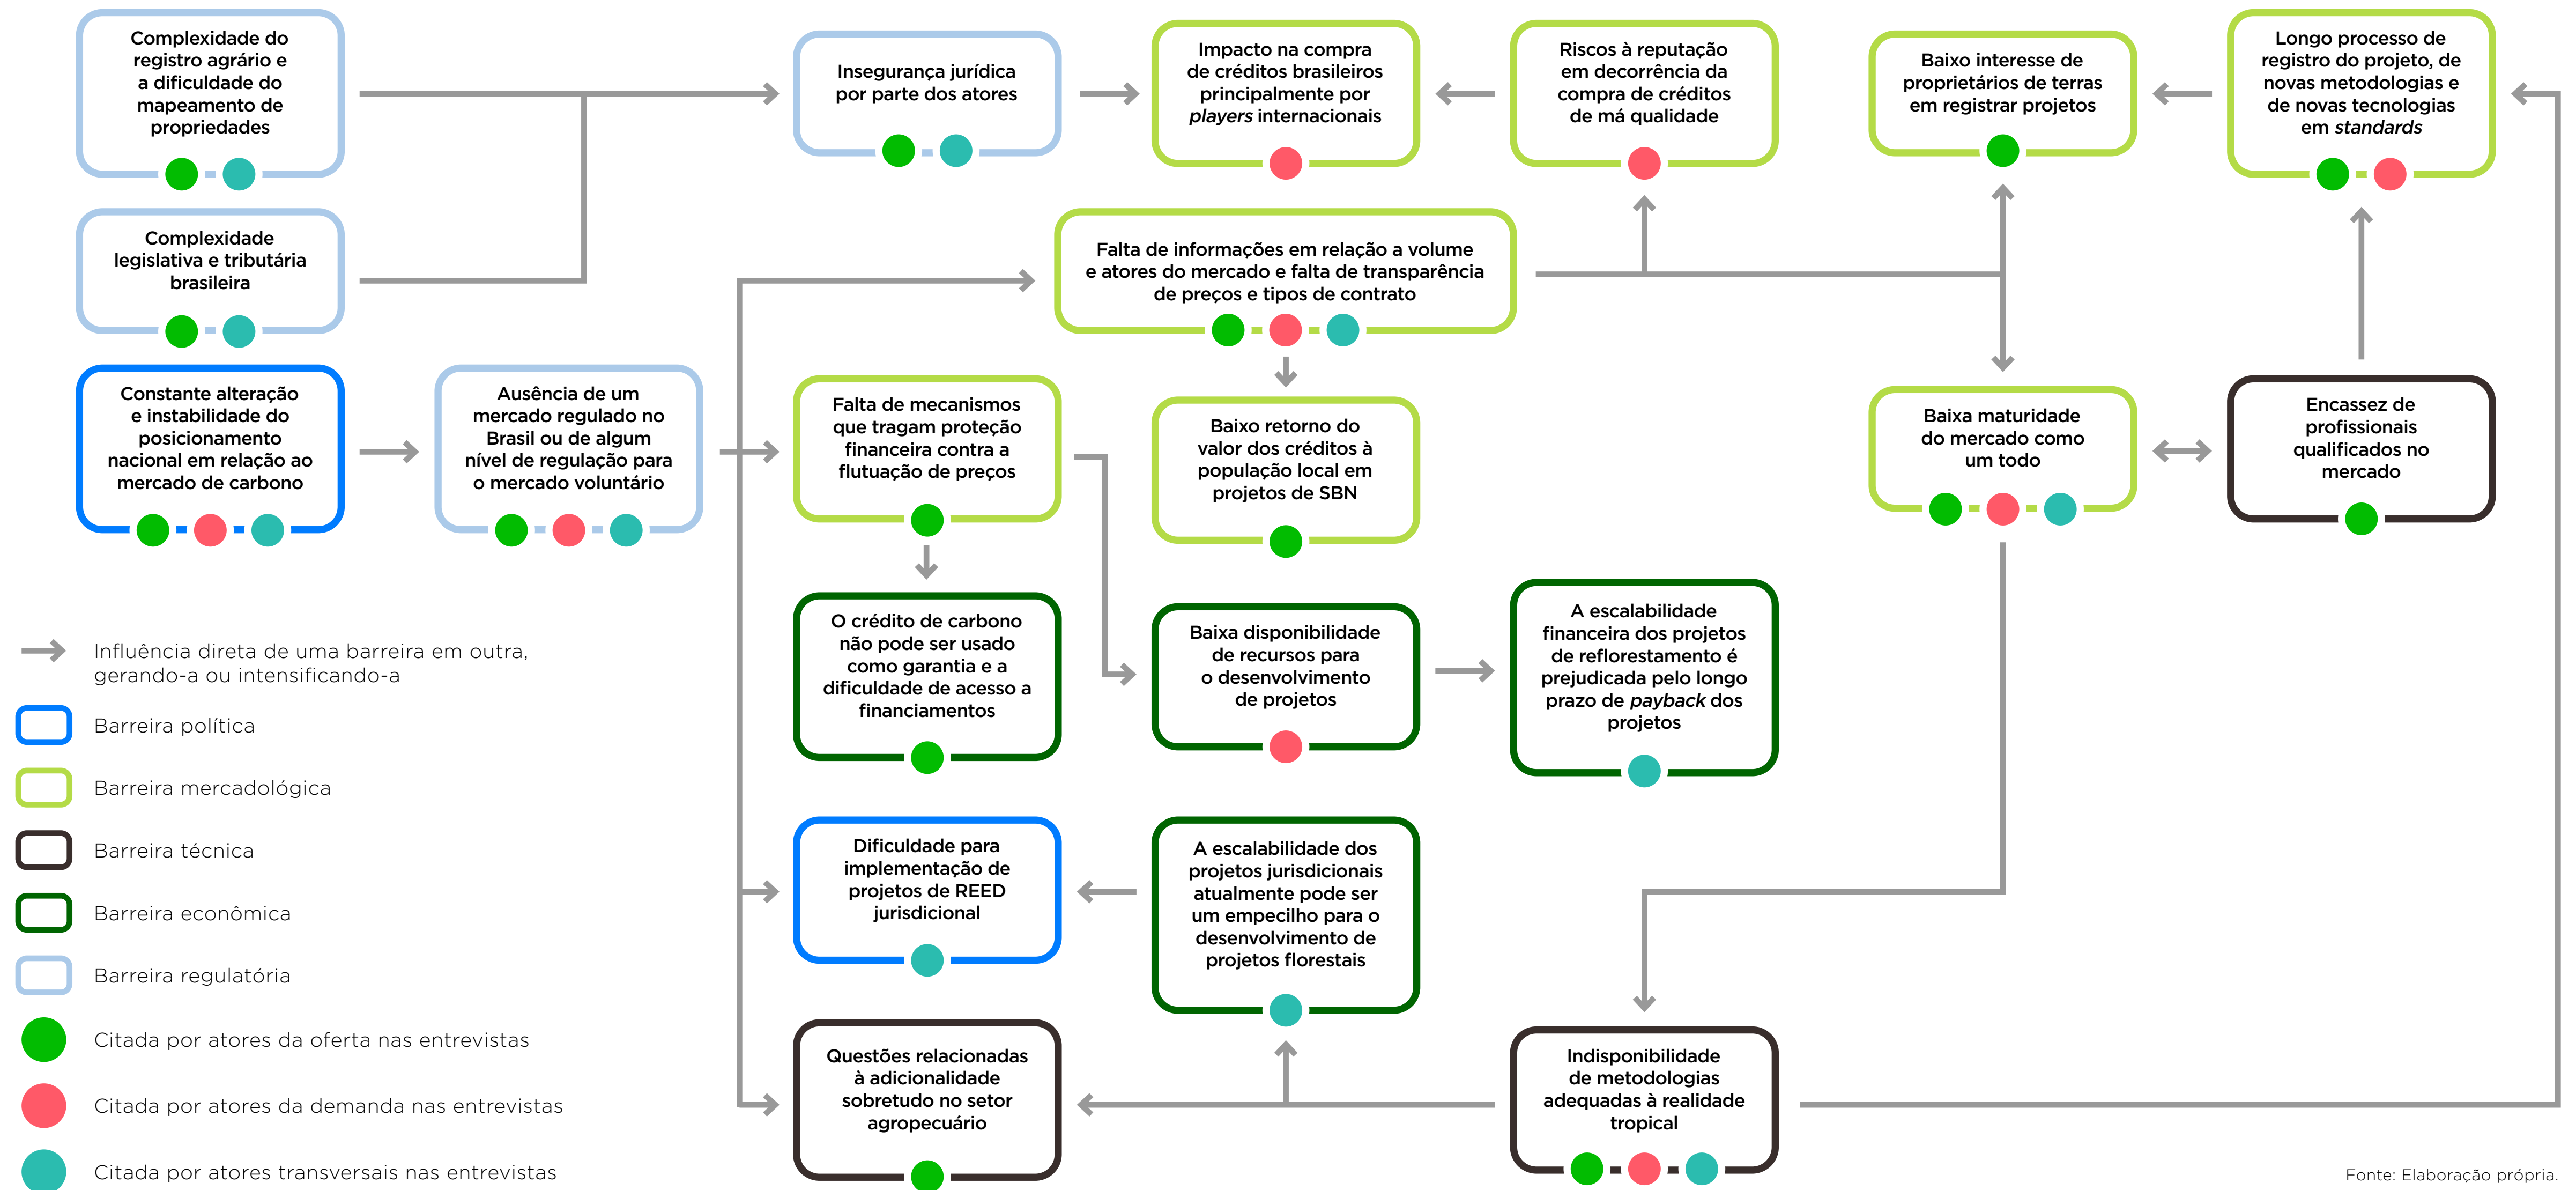 Complexidade do
registro agrário e
a dificuldade do
mapeamento de
propriedades
Insegurança jurídica
por parte dos atores
Impacto na compra
de créditos brasileiros
principalmente por
players internacionais
Riscos à reputação
em decorrência da
compra de créditos
de má qualidade
Baixo interesse de
proprietários de terras
em registrar projetos
Longo processo de
registro do projeto, de
novas metodologias e
de novas tecnologias
em standards
Complexidade
legislativa e tributária
brasileira
Falta de informações em relação a volume
e atores do mercado e falta de transparência
de preços e tipos de contrato
Constante alteração
e instabilidade do
posicionamento
nacional em relação ao
mercado de carbono
Ausência de um
mercado regulado no
Brasil ou de algum
nível de regulação para
o mercado voluntário
Falta de mecanismos
que tragam proteção
financeira contra a
flutuação de preços
Baixo retorno do
valor dos créditos à
população local em
projetos de SBN
Baixa maturidade
do mercado como
um todo
Encassez de
profissionais
qualificados no
mercado
O crédito de carbono
não pode ser usado
como garantia e a
dificuldade de acesso a
financiamentos
Baixa disponibilidade
de recursos para
o desenvolvimento
de projetos
A escalabilidade
financeira dos projetos
de reflorestamento é
prejudicada pelo longo
prazo de payback dos
projetos
Dificuldade para
implementação de
projetos de REED
jurisdicional
A escalabilidade dos
projetos jurisdicionais
atualmente pode ser
um empecilho para o
desenvolvimento de
projetos florestais
Questões relacionadas
à adicionalidade
sobretudo no setor
agropecuário
Indisponibilidade
de metodologias
adequadas à realidade
tropical
Influência direta de uma barreira em outra,
gerando-a ou intensificando-a
Barreira política
Barreira mercadológica
Barreira técnica
Barreira econômica
Barreira regulatória
Citada por atores da oferta nas entrevistas
Citada por atores da demanda nas entrevistas
Citada por atores transversais nas entrevistas
Fonte: Elaboração própria.